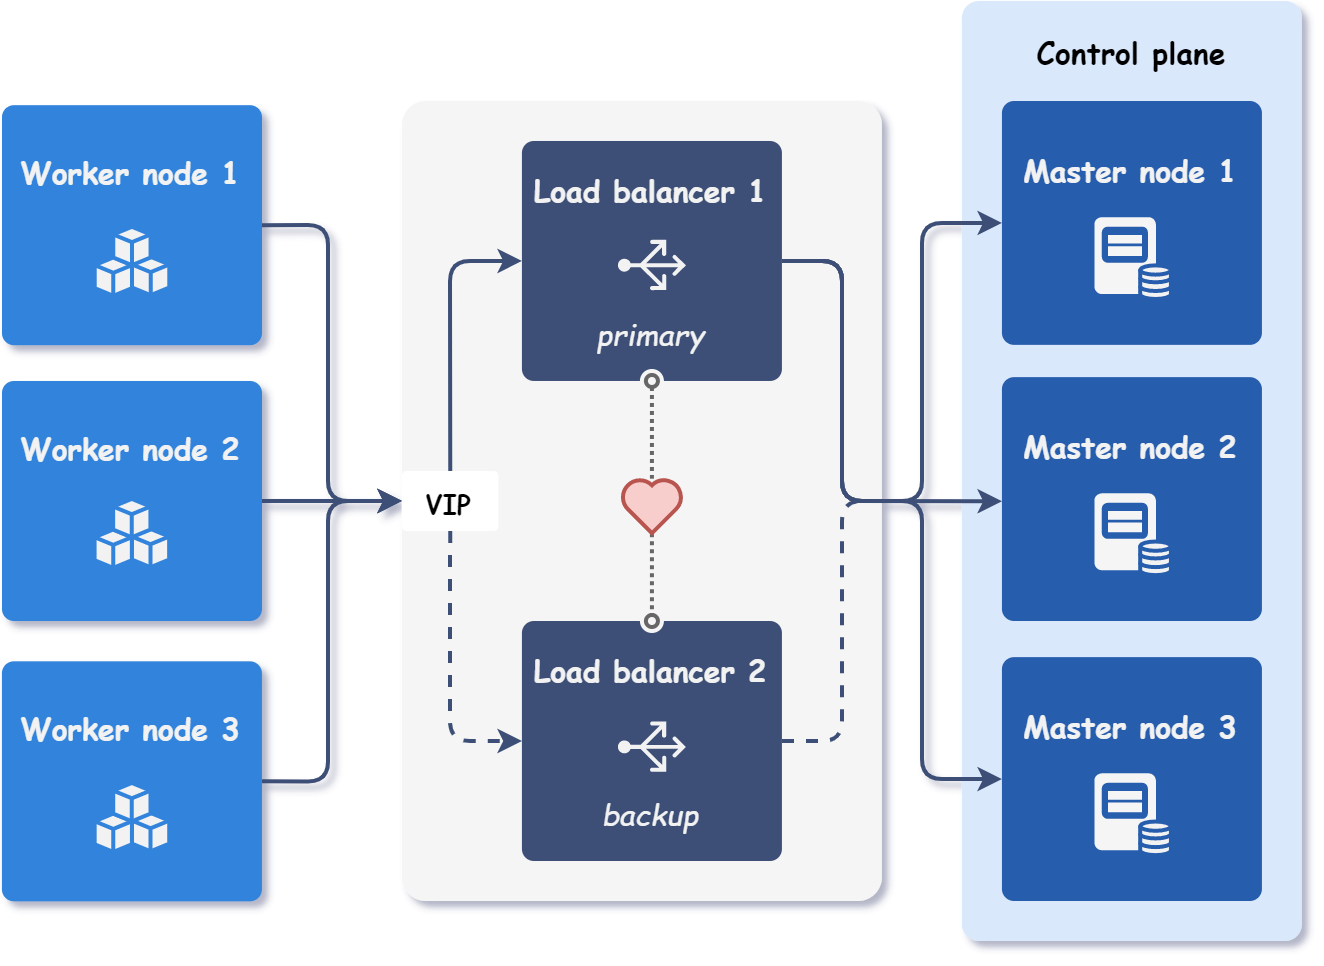 Control plane
Worker node 1
Load balancer 1
primary
Master node 1
Worker node 2
VIP
Master node 2
Worker node 3
Load balancer 2
backup
Master node 3